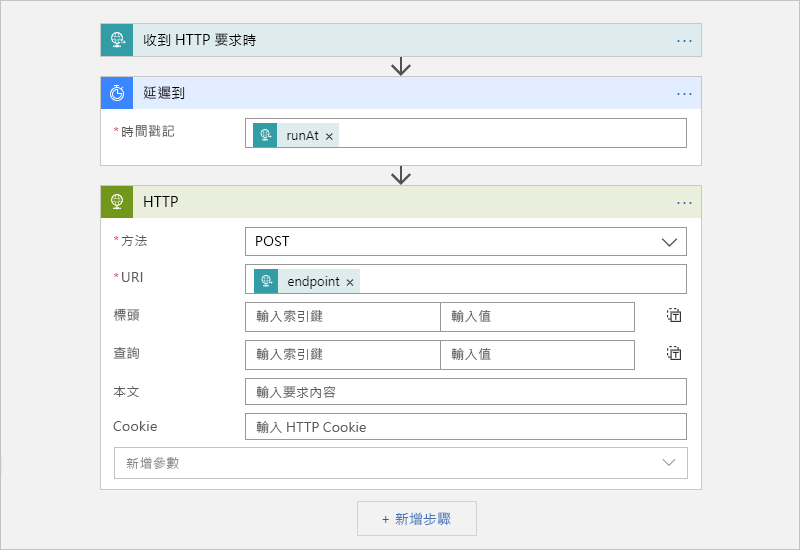 收到 HTTP 要求時 ...
延遲到 ...
*時間戳記 runAt ×
HTTP ...
*方法 POST
*URI endpoint ×
標頭 輸入索引鍵 輸入值
查詢 輸入索引鍵 輸入值
本文 輸入要求內容
Cookie 輸入 HTTP Cookie
新增參數
+ 新增步驟